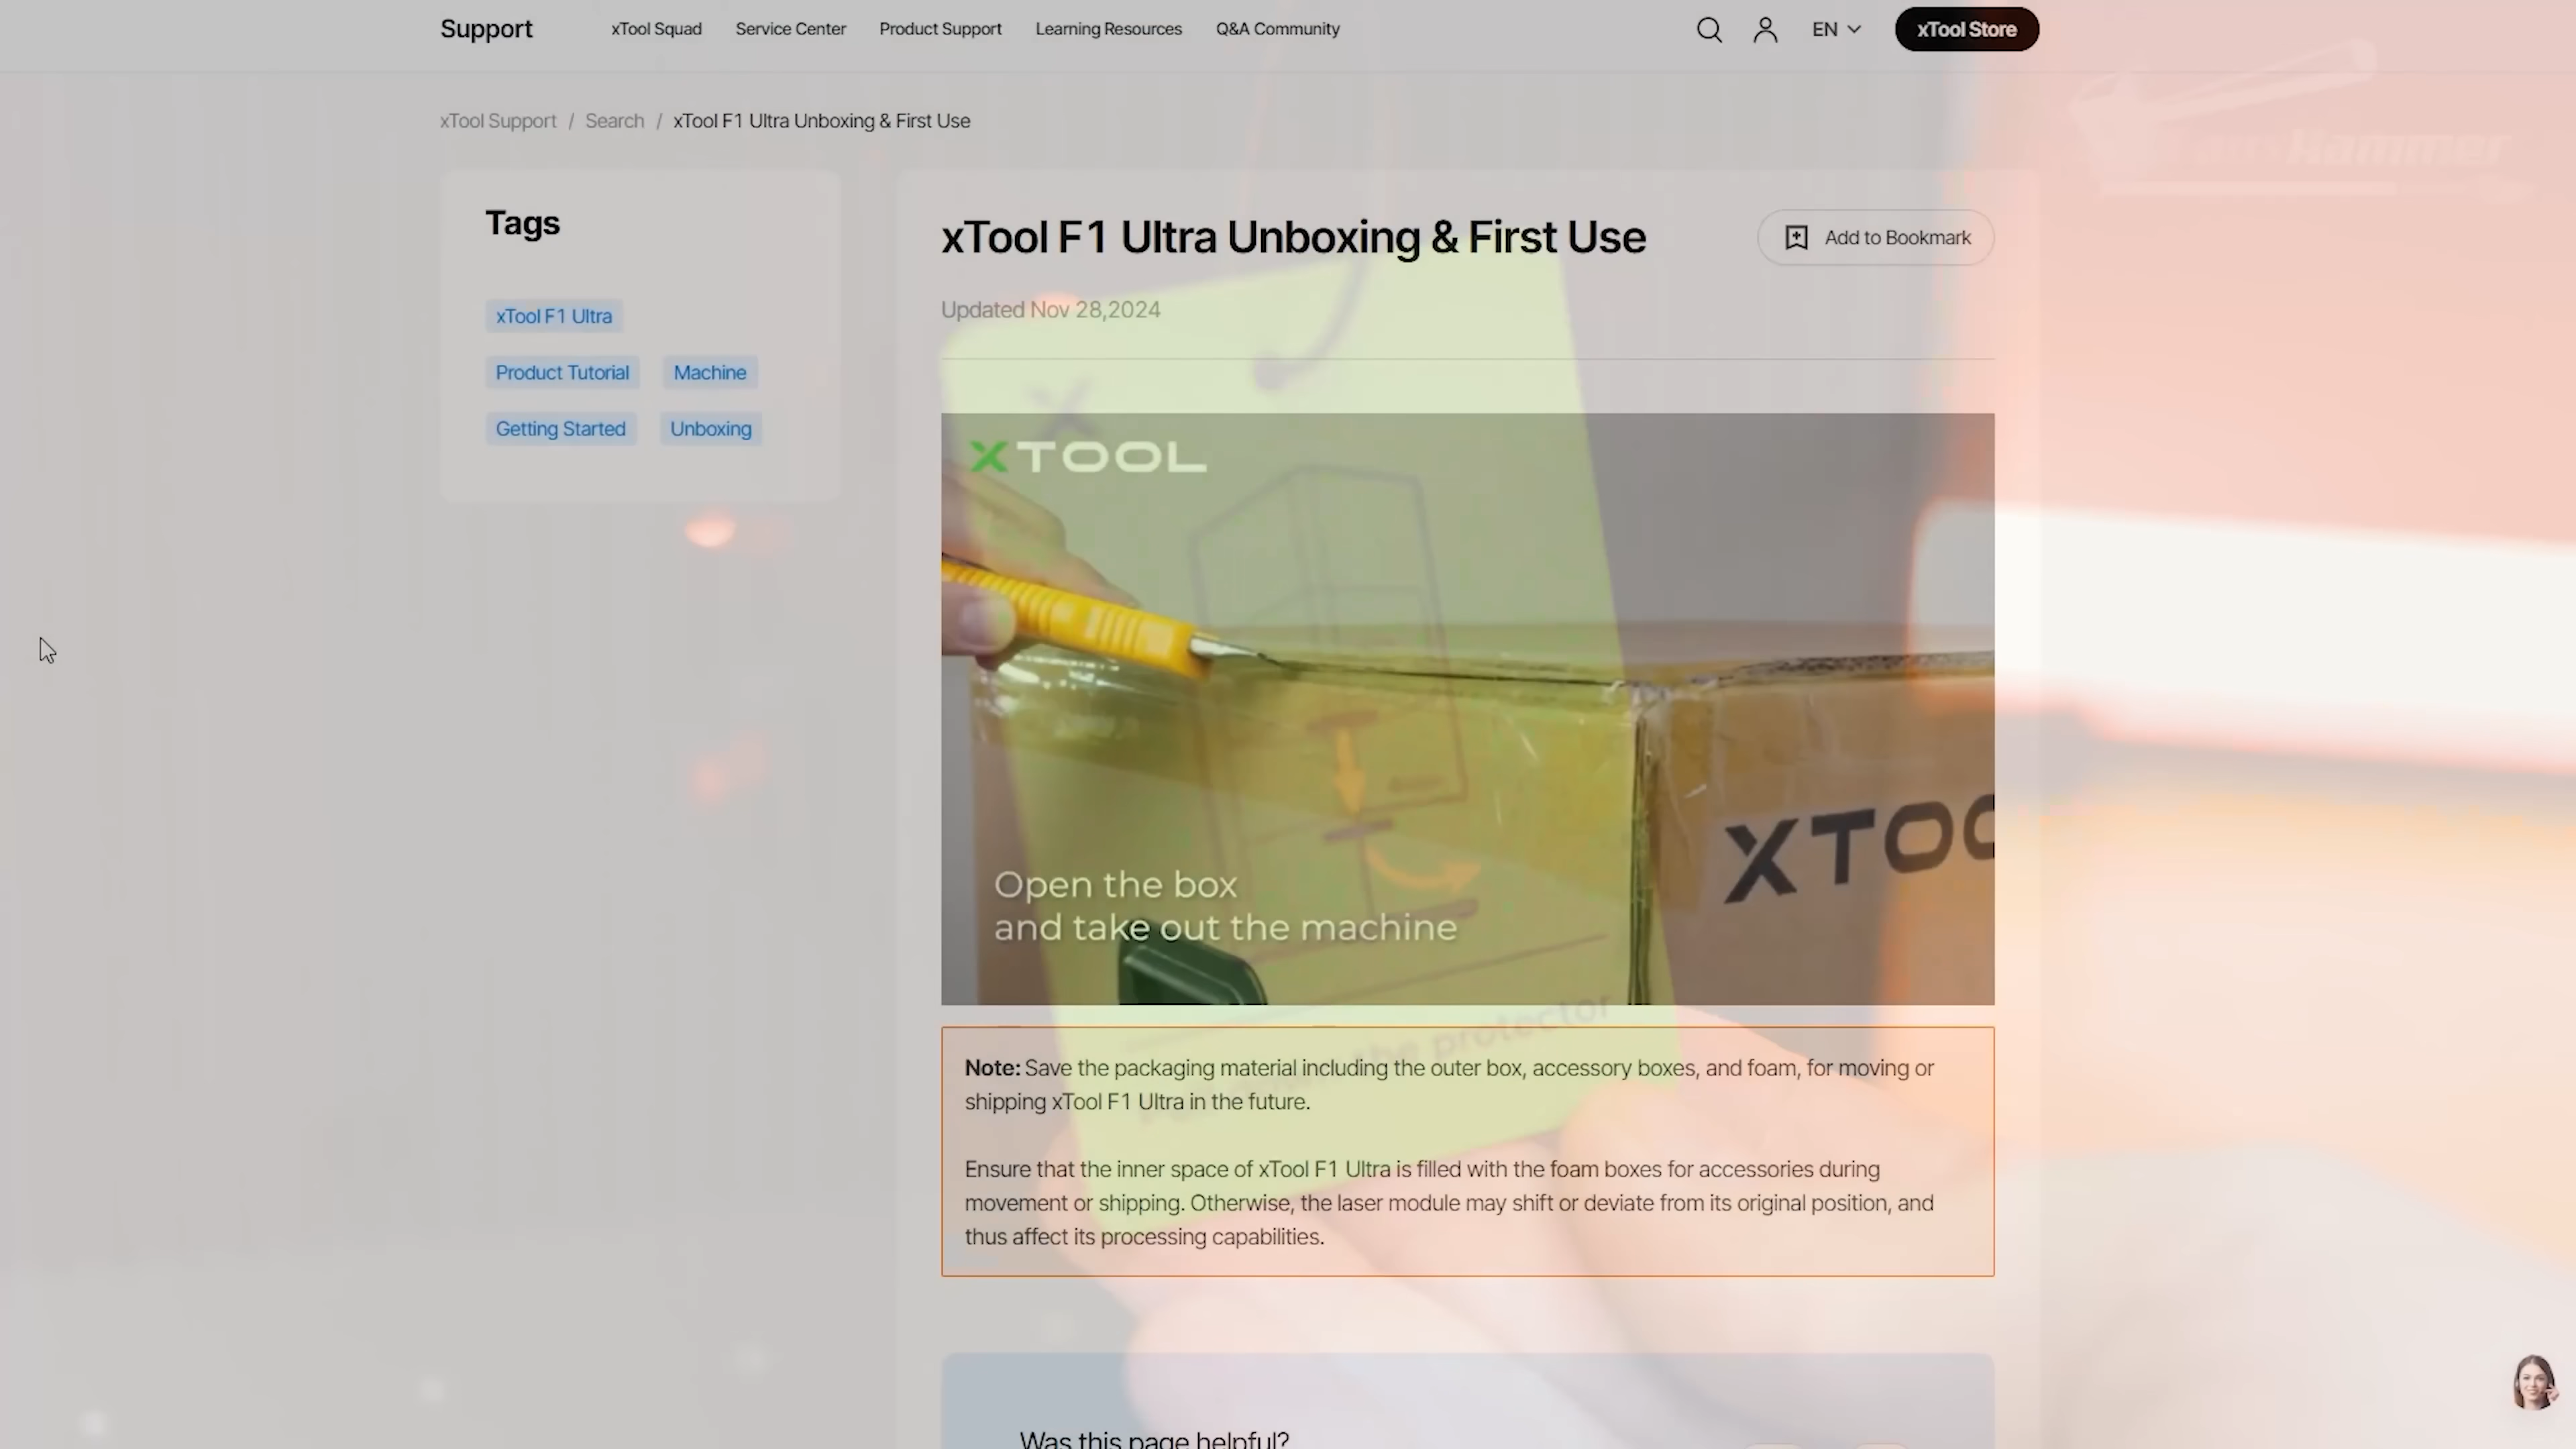 Support
xTool Squad
Service Center
Product Support
Learning Resources
Q&A Community
EN
xTool Store
xTool Support / Search / xTool F1 Ultra Unboxing & First Use
Hammer
Tags
xTool F1 Ultra
Product Tutorial
Machine
Getting Started
Unboxing
xTool F1 Ultra Unboxing & First Use
Add to Bookmark
Updated Nov 28,2024
XTOOL
XTOO
Open the box
and take out the machine
the protector
Note: Save the packaging material including the outer box, accessory boxes, and foam, for moving or
shipping xTool F1 Ultra in the future.
Ensure that the inner space of xTool F1 Ultra is filled with the foam boxes for accessories during
movement or shipping. Otherwise, the laser module may shift or deviate from its original position, and
thus affect its processing capabilities.
Was this page helpful?